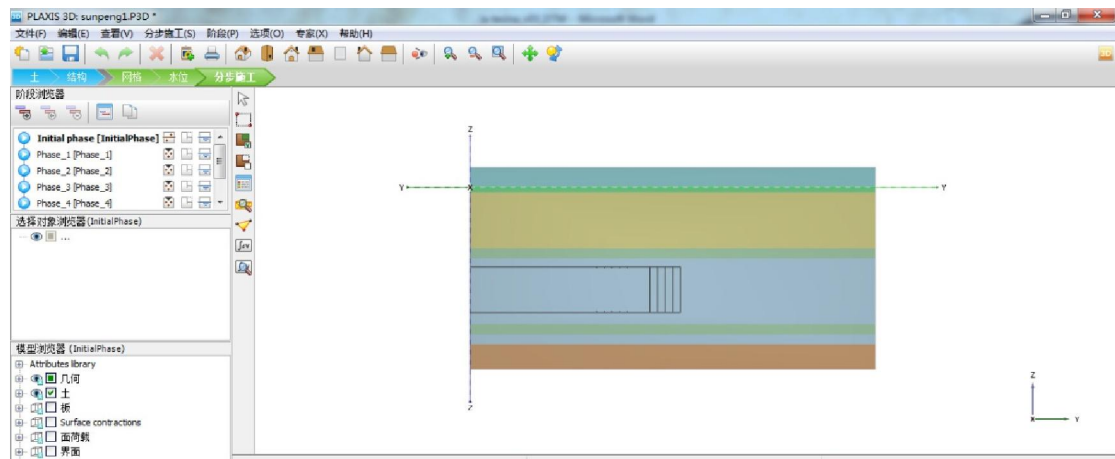 PLAXIS 3D: sunpeng1.P3D *
文件(F) 编辑(E) 查看(V) 分步施工(S) 阶段(P) 选项(O) 专家(X) 帮助(H)
土 结构 网格 水位 分步施工
阶段浏览器
Initial phase [InitialPhase]
Phase_1 [Phase_1]
Phase_2 [Phase_2]
Phase_3 [Phase_3]
Phase_4 [Phase_4]
选择对象浏览器(InitialPhase)
...
模型浏览器 (InitialPhase)
Attributes library
几何
土
板
Surface contractions
面荷载
界面
Z
Y X Y
Z
Z
X Y